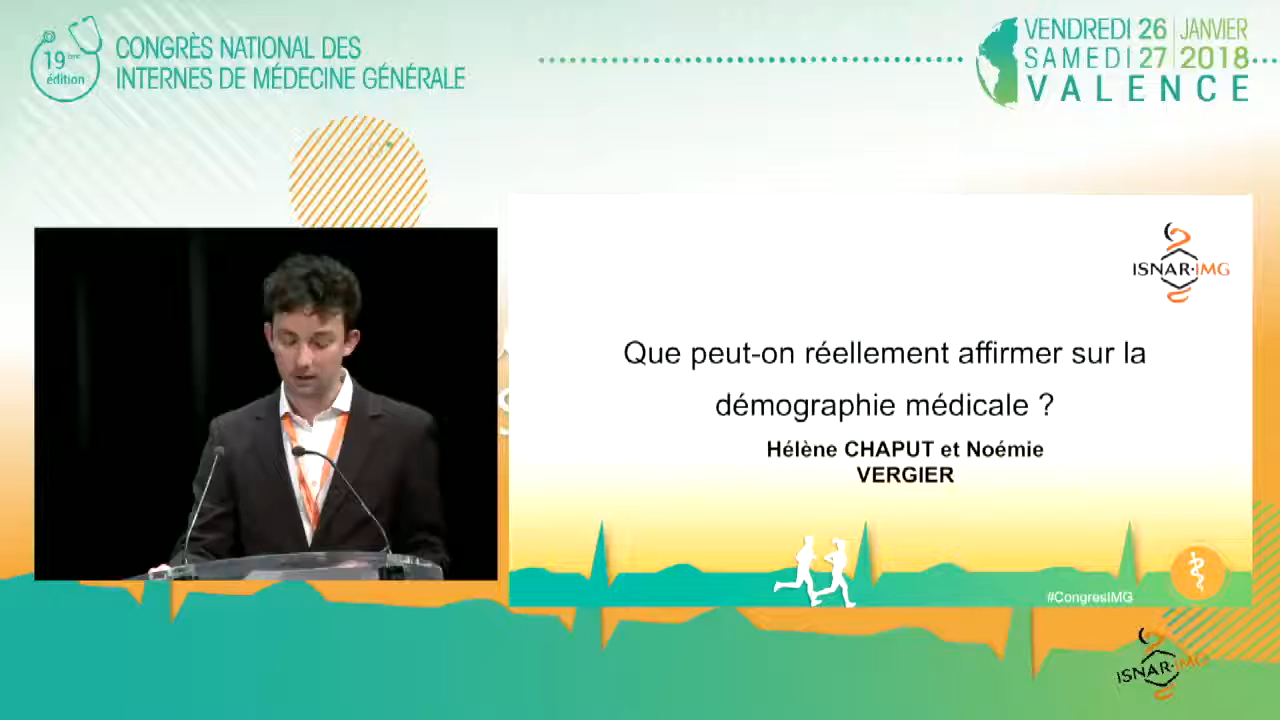 19ème
édition
CONGRÈS NATIONAL DES
INTERNES DE MÉDECINE GÉNÉRALE
VENDREDI 26 JANVIER
SAMEDI 27 2018
VALENCE
ISNAR·IMG
Que peut-on réellement affirmer sur la
démographie médicale ?
Hélène CHAPUT et Noémie
VERGIER
#CongresIMG
ISNAR·IMG